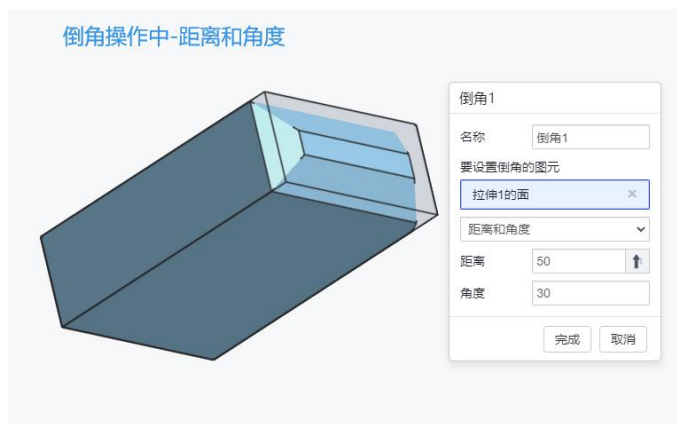 倒角操作中-距离和角度
倒角1
名称 倒角1
要设置倒角的图元
拉伸1的面 ×
距离和角度
距离 50
角度 30
完成 取消